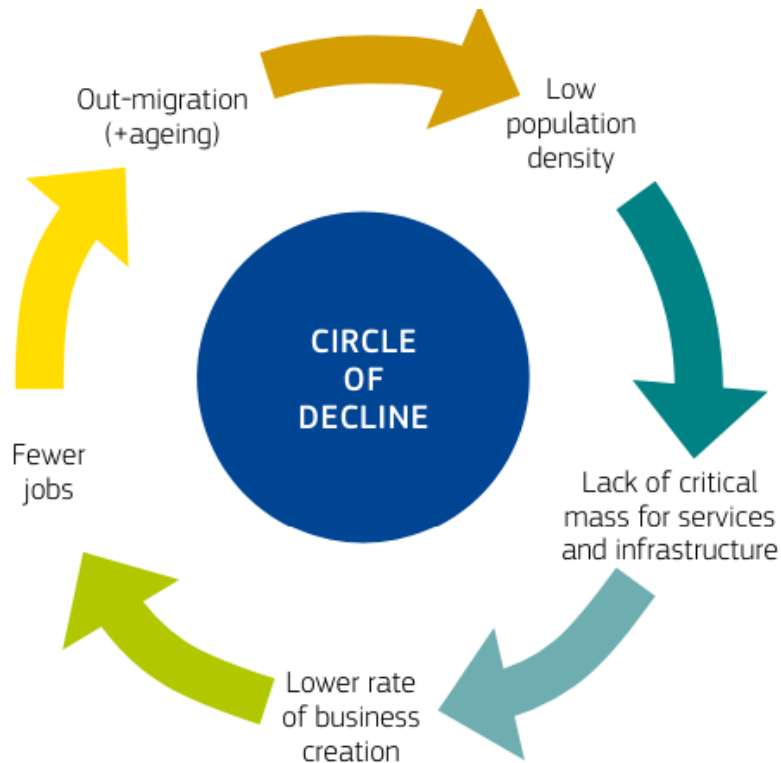 Out-migration
(+ageing)
Low
population
density
CIRCLE
OF
DECLINE
Fewer
jobs
Lack of critical
mass for services
and infrastructure
Lower rate
of business
creation